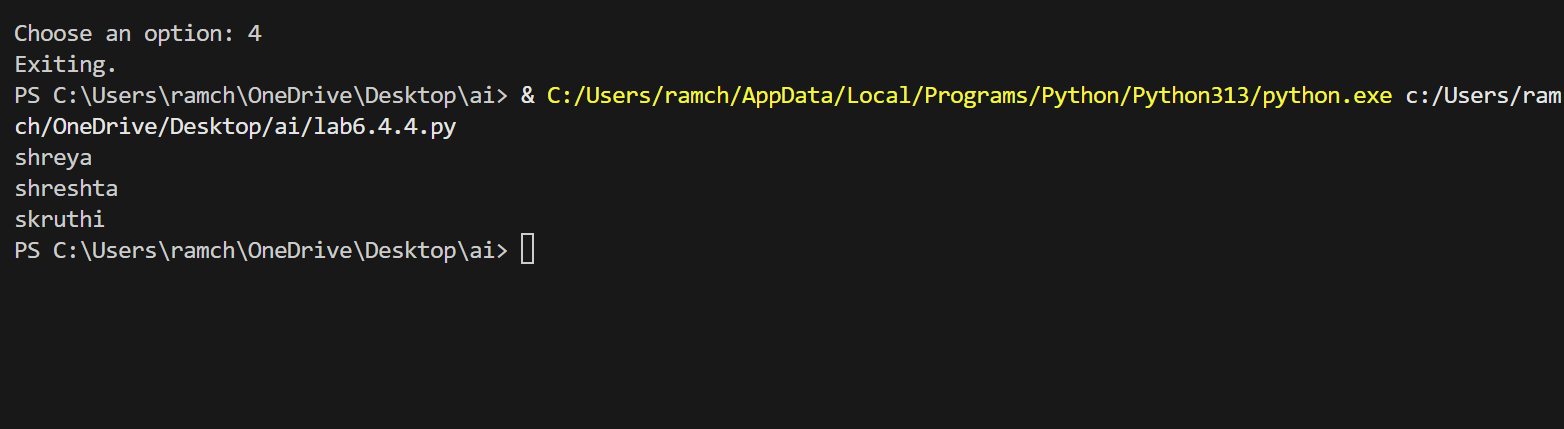 Choose an option: 4
Exiting.
PS C:\Users\ramch\OneDrive\Desktop\ai> & C:/Users/ramch/AppData/Local/Programs/Python/Python313/python.exe c:/Users/ram
ch/OneDrive/Desktop/ai/lab6.4.4.py
shreya
shreshta
skruthi
PS C:\Users\ramch\OneDrive\Desktop\ai>